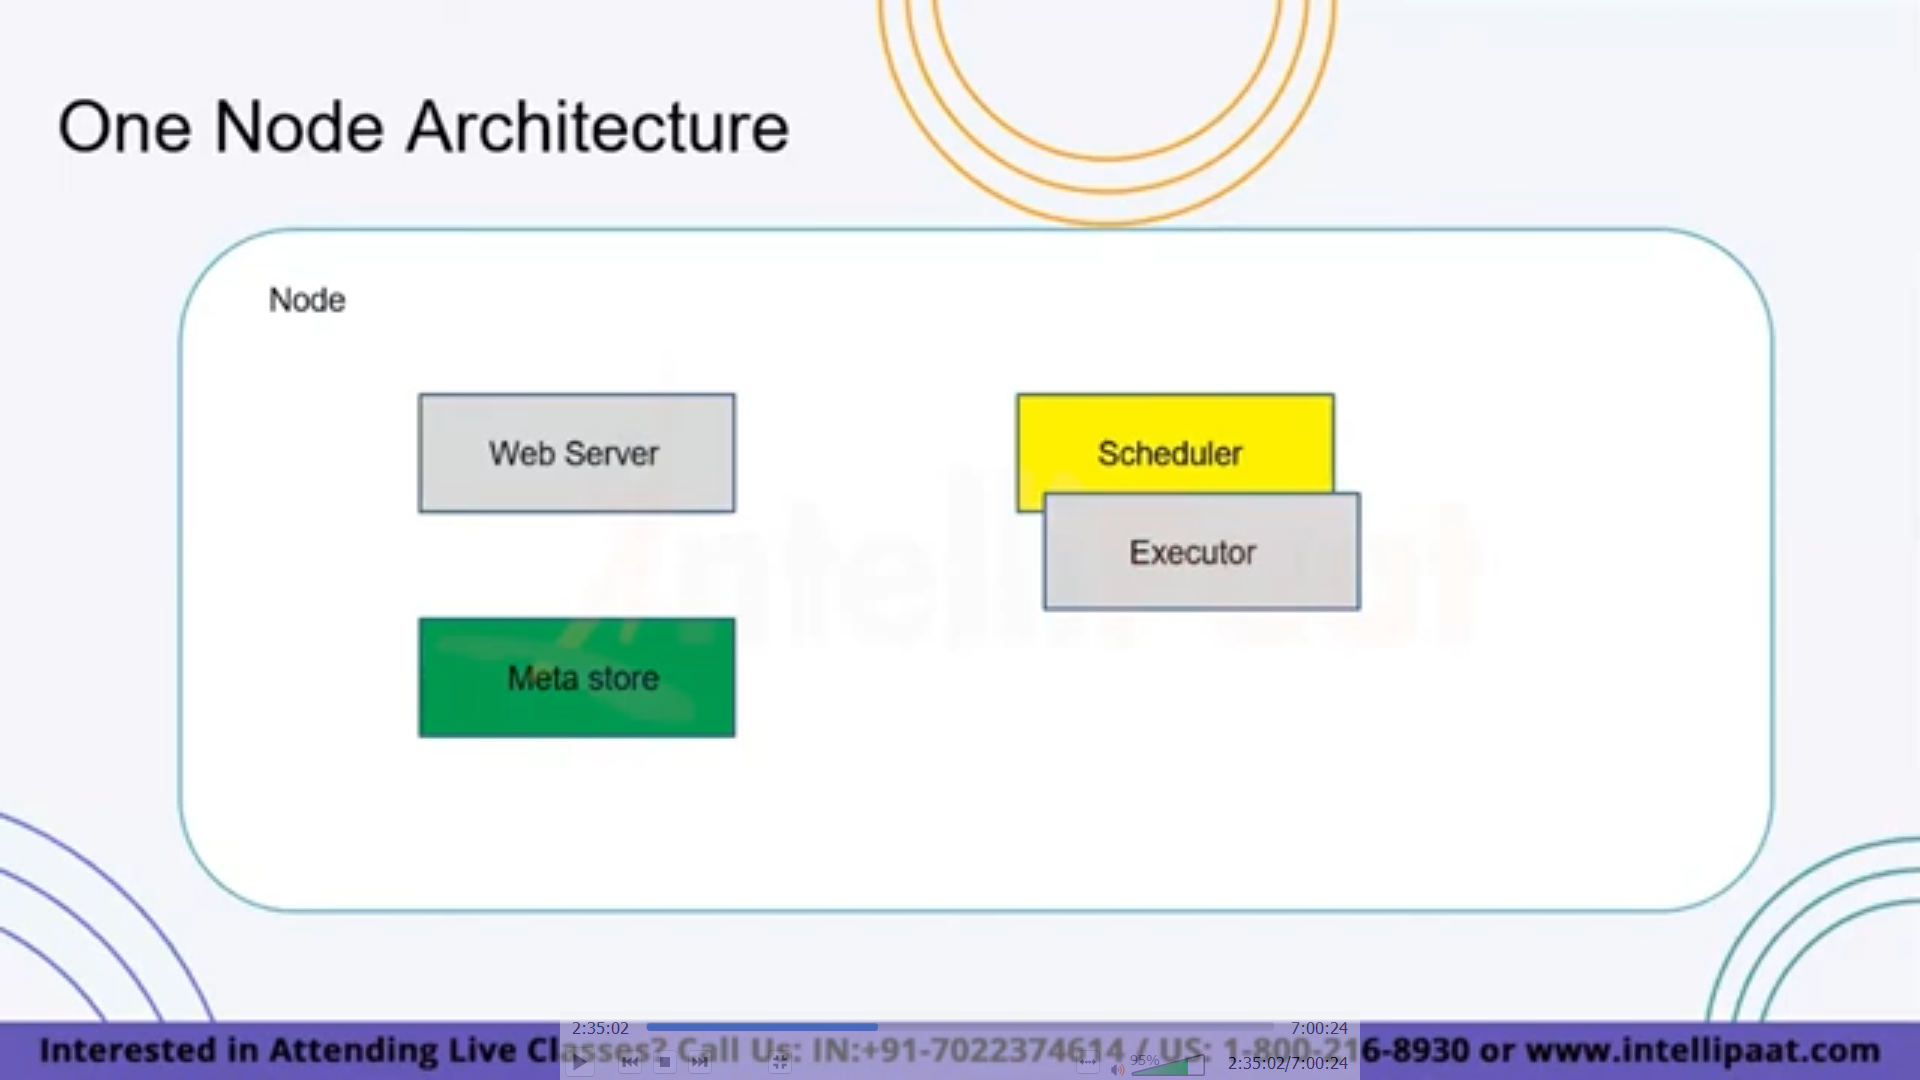 One Node Architecture
Node
Web Server
Scheduler
Executor
Meta store
Intellipaat
2:35:02
7:00:24
Interested in Attending Live Classes? Call Us: IN:+91-7022374614 / US: 1-800-216-8930 or www.intellipaat.com
95%
2:35:02/7:00:24